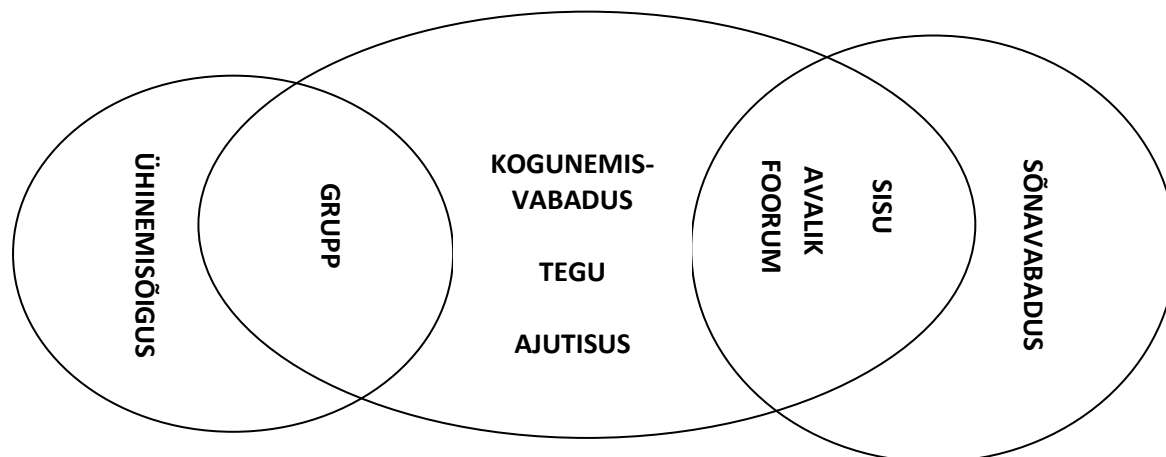 ÜHINEMISÕIGUS
GRUPP
KOGUNEMIS-
VABADUS
TEGU
AJUTISUS
SISU
AVALIK
FOORUM
SÕNAVABADUS